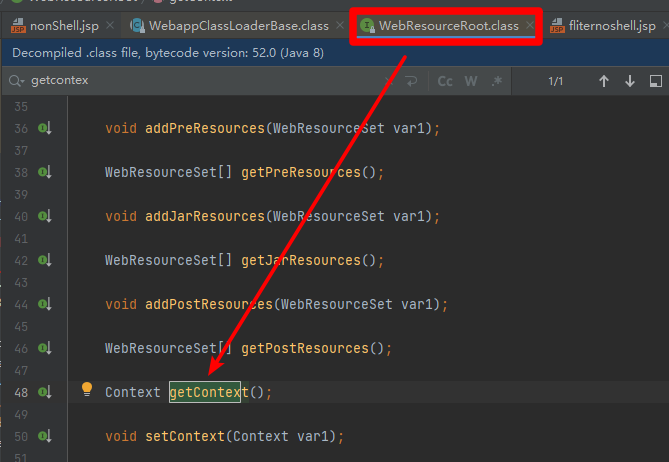 nonShell.jsp WebappClassLoaderBase.class WebResourceRoot.class fliternoshell.jsp
Decompiled .class file, bytecode version: 52.0 (Java 8)
getcontex Cc W .* 1/1
35
36 void addPreResources(WebResourceSet var1);
37
38 WebResourceSet[] getPreResources();
39
40 void addJarResources(WebResourceSet var1);
41
42 WebResourceSet[] getJarResources();
43
44 void addPostResources(WebResourceSet var1);
45
46 WebResourceSet[] getPostResources();
47
48 Context getContext();
49
50 void setContext(Context var1);
51